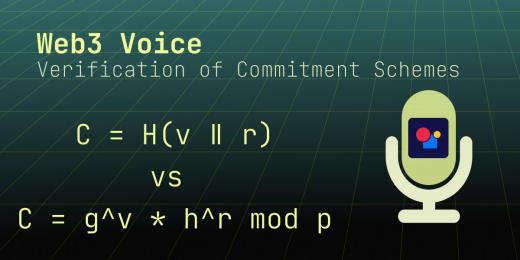 Web3 Voice
Verification of Commitment Schemes
C = H(v ‖ r)
vs
C = g^v * h^r mod p